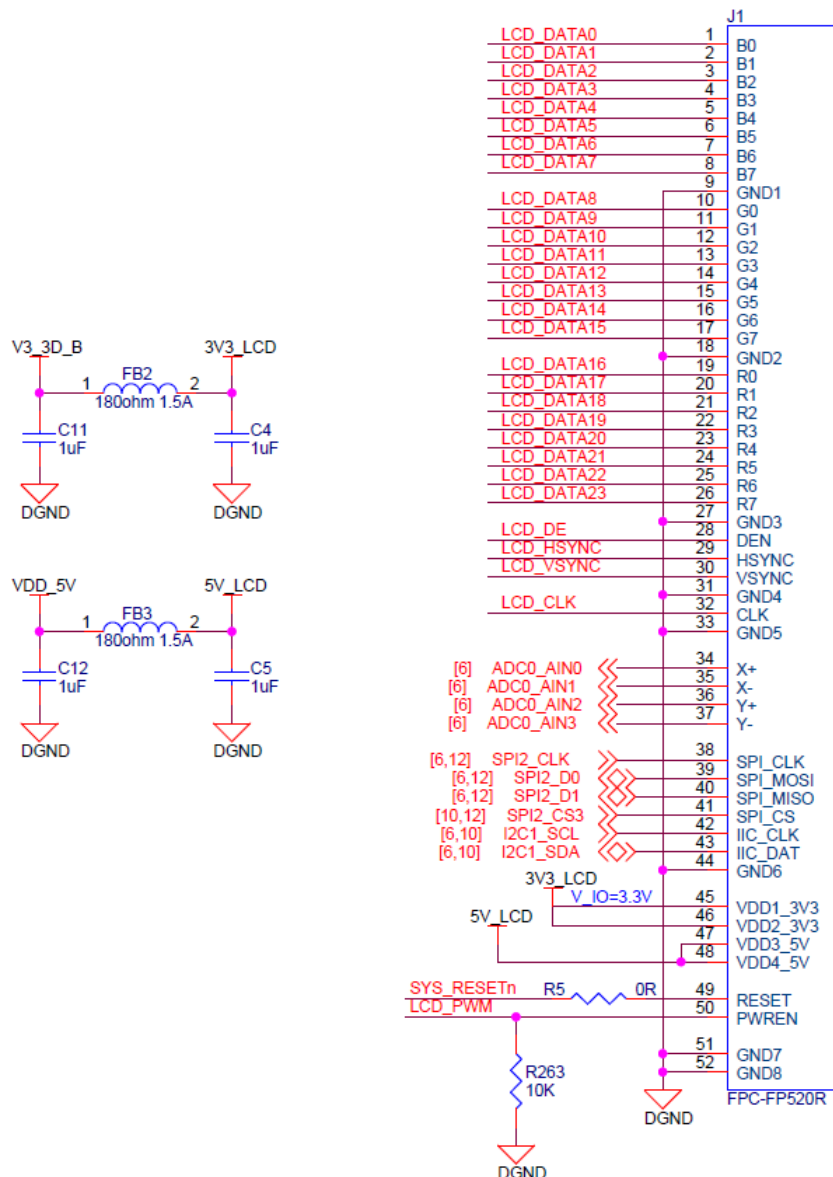 J1
LCD_DATA0 1 B0
LCD_DATA1 2 B1
LCD_DATA2 3 B2
LCD_DATA3 4 B3
LCD_DATA4 5 B4
LCD_DATA5 6 B5
LCD_DATA6 7 B6
LCD_DATA7 8 B7
9 GND1
LCD_DATA8 10 G0
LCD_DATA9 11 G1
LCD_DATA10 12 G2
LCD_DATA11 13 G3
LCD_DATA12 14 G4
LCD_DATA13 15 G5
LCD_DATA14 16 G6
LCD_DATA15 17 G7
18 GND2
LCD_DATA16 19 R0
LCD_DATA17 20 R1
LCD_DATA18 21 R2
LCD_DATA19 22 R3
LCD_DATA20 23 R4
LCD_DATA21 24 R5
LCD_DATA22 25 R6
LCD_DATA23 26 R7
27 GND3
LCD_DE 28 DEN
LCD_HSYNC 29 HSYNC
LCD_VSYNC 30 VSYNC
31 GND4
LCD_CLK 32 CLK
33 GND5
[6] ADC0_AIN0 34 X+
[6] ADC0_AIN1 35 X-
[6] ADC0_AIN2 36 Y+
[6] ADC0_AIN3 37 Y-
[6,12] SPI2_CLK 38 SPI_CLK
[6,12] SPI2_D0 39 SPI_MOSI
[6,12] SPI2_D1 40 SPI_MISO
[10,12] SPI2_CS3 41 SPI_CS
[6,10] I2C1_SCL 42 IIC_CLK
[6,10] I2C1_SDA 43 IIC_DAT
44 GND6
3V3_LCD
V_IO=3.3V 45 VDD1_3V3
46 VDD2_3V3
5V_LCD
47 VDD3_5V
48 VDD4_5V
SYS_RESETn R5 0R 49 RESET
LCD_PWM 50 PWREN
51 GND7
52 GND8
R263
10K
DGND
DGND
FPC-FP520R
V3_3D_B 3V3_LCD
FB2
1 2
180ohm 1.5A
C11 C4
1uF 1uF
DGND DGND
VDD_5V 5V_LCD
FB3
1 2
180ohm 1.5A
C12 C5
1uF 1uF
DGND DGND